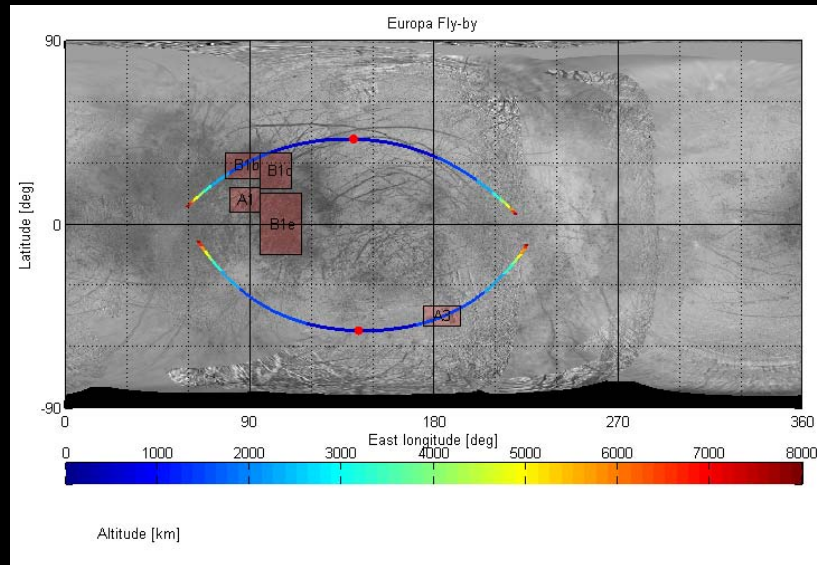 Europa Fly-by
90
B1b
B1c
A1
B1e
Latitude [deg]
0
A3
-90
0 90 180 270 360
East longitude [deg]
0 1000 2000 3000 4000 5000 6000 7000 8000
Altitude [km]